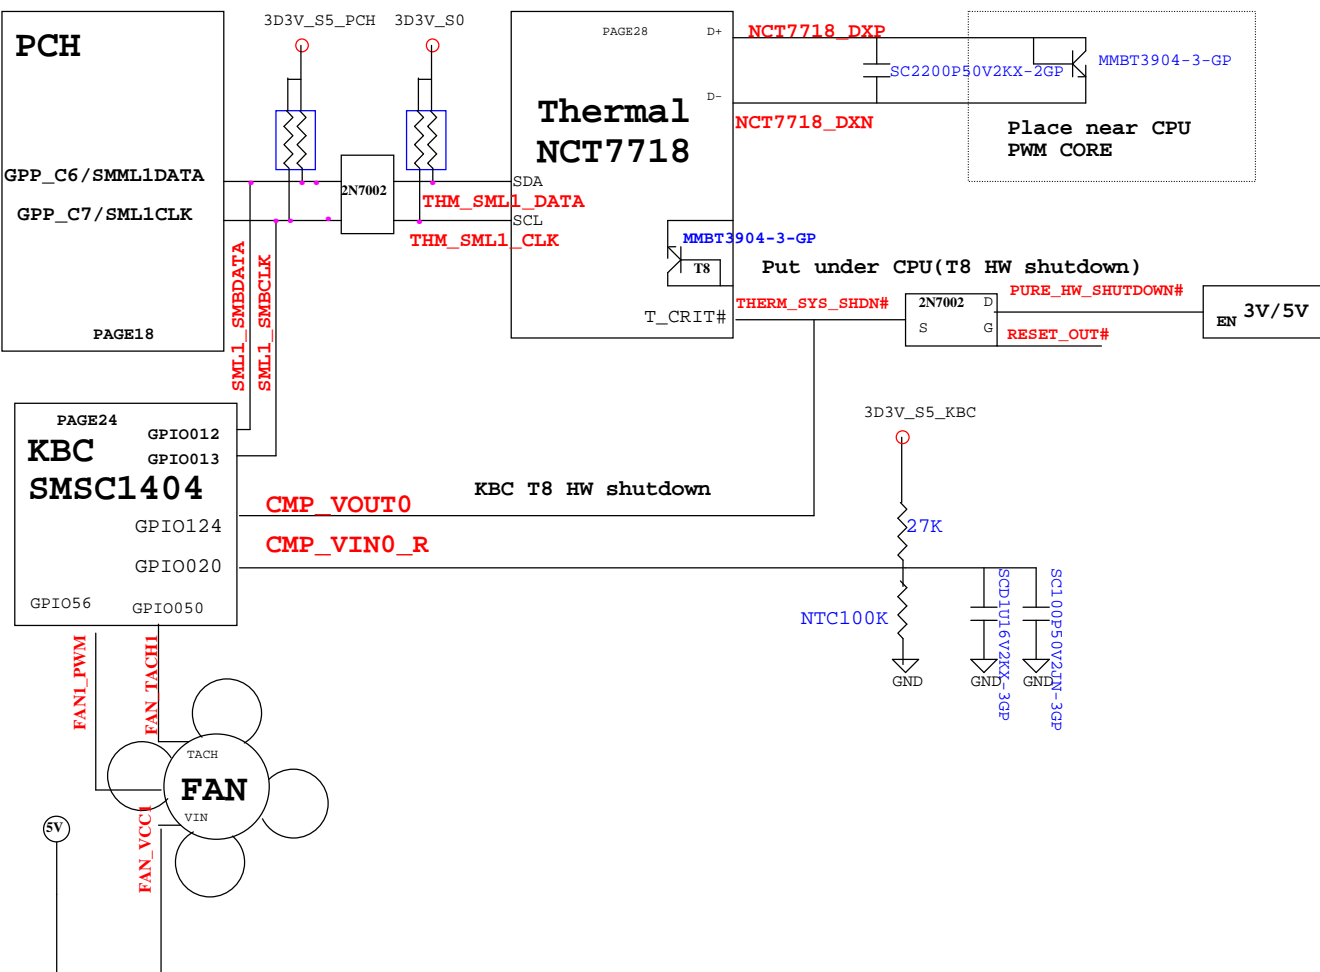 3D3V_S5_PCH
3D3V_S0
PCH
PAGE28
D+
NCT7718_DXP
MMBT3904-3-GP
SC2200P50V2KX-2GP
D-
Thermal
NCT7718
NCT7718_DXN
Place near CPU
PWM CORE
GPP_C6/SMML1DATA
2N7002
SDA
THM_SML1_DATA
GPP_C7/SML1CLK
SCL
THM_SML1_CLK
MMBT3904-3-GP
T8
Put under CPU(T8 HW shutdown)
SML1_SMBDATA
SML1_SMBCLK
THERM_SYS_SHDN#
2N7002
D
S
G
PURE_HW_SHUTDOWN#
EN
3V/5V
T_CRIT#
PAGE18
RESET_OUT#
PAGE24
GPIO012
KBC
GPIO013
SMSC1404
3D3V_S5_KBC
KBC T8 HW shutdown
CMP_VOUT0
GPIO124
27K
CMP_VIN0_R
GPIO020
GPIO56
GPIO050
NTC100K
SCD1U16V2KX-3GP
SC100P50V2JN-3GP
GND
GND
GND
FAN1_PWM
FAN_TACH1
TACH
FAN
VIN
5V
FAN_VCC1